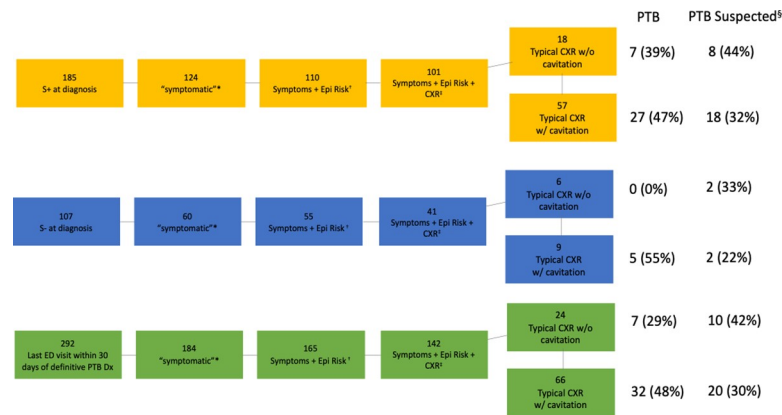 PTB PTB Suspected§
185
S+ at diagnosis
124
"symptomatic"*
110
Symptoms + Epi Risk†
101
Symptoms + Epi Risk +
CXR‡
18
Typical CXR w/o
cavitation
7 (39%) 8 (44%)
57
Typical CXR
w/ cavitation
27 (47%) 18 (32%)
107
S- at diagnosis
60
"symptomatic"*
55
Symptoms + Epi Risk †
41
Symptoms + Epi Risk +
CXR‡
6
Typical CXR w/o
cavitation
0 (0%) 2 (33%)
9
Typical CXR
w/ cavitation
5 (55%) 2 (22%)
292
Last ED visit within 30
days of definitive PTB Dx
184
"symptomatic"*
165
Symptoms + Epi Risk †
142
Symptoms + Epi Risk +
CXR‡
24
Typical CXR w/o
cavitation
7 (29%) 10 (42%)
66
Typical CXR
w/ cavitation
32 (48%) 20 (30%)